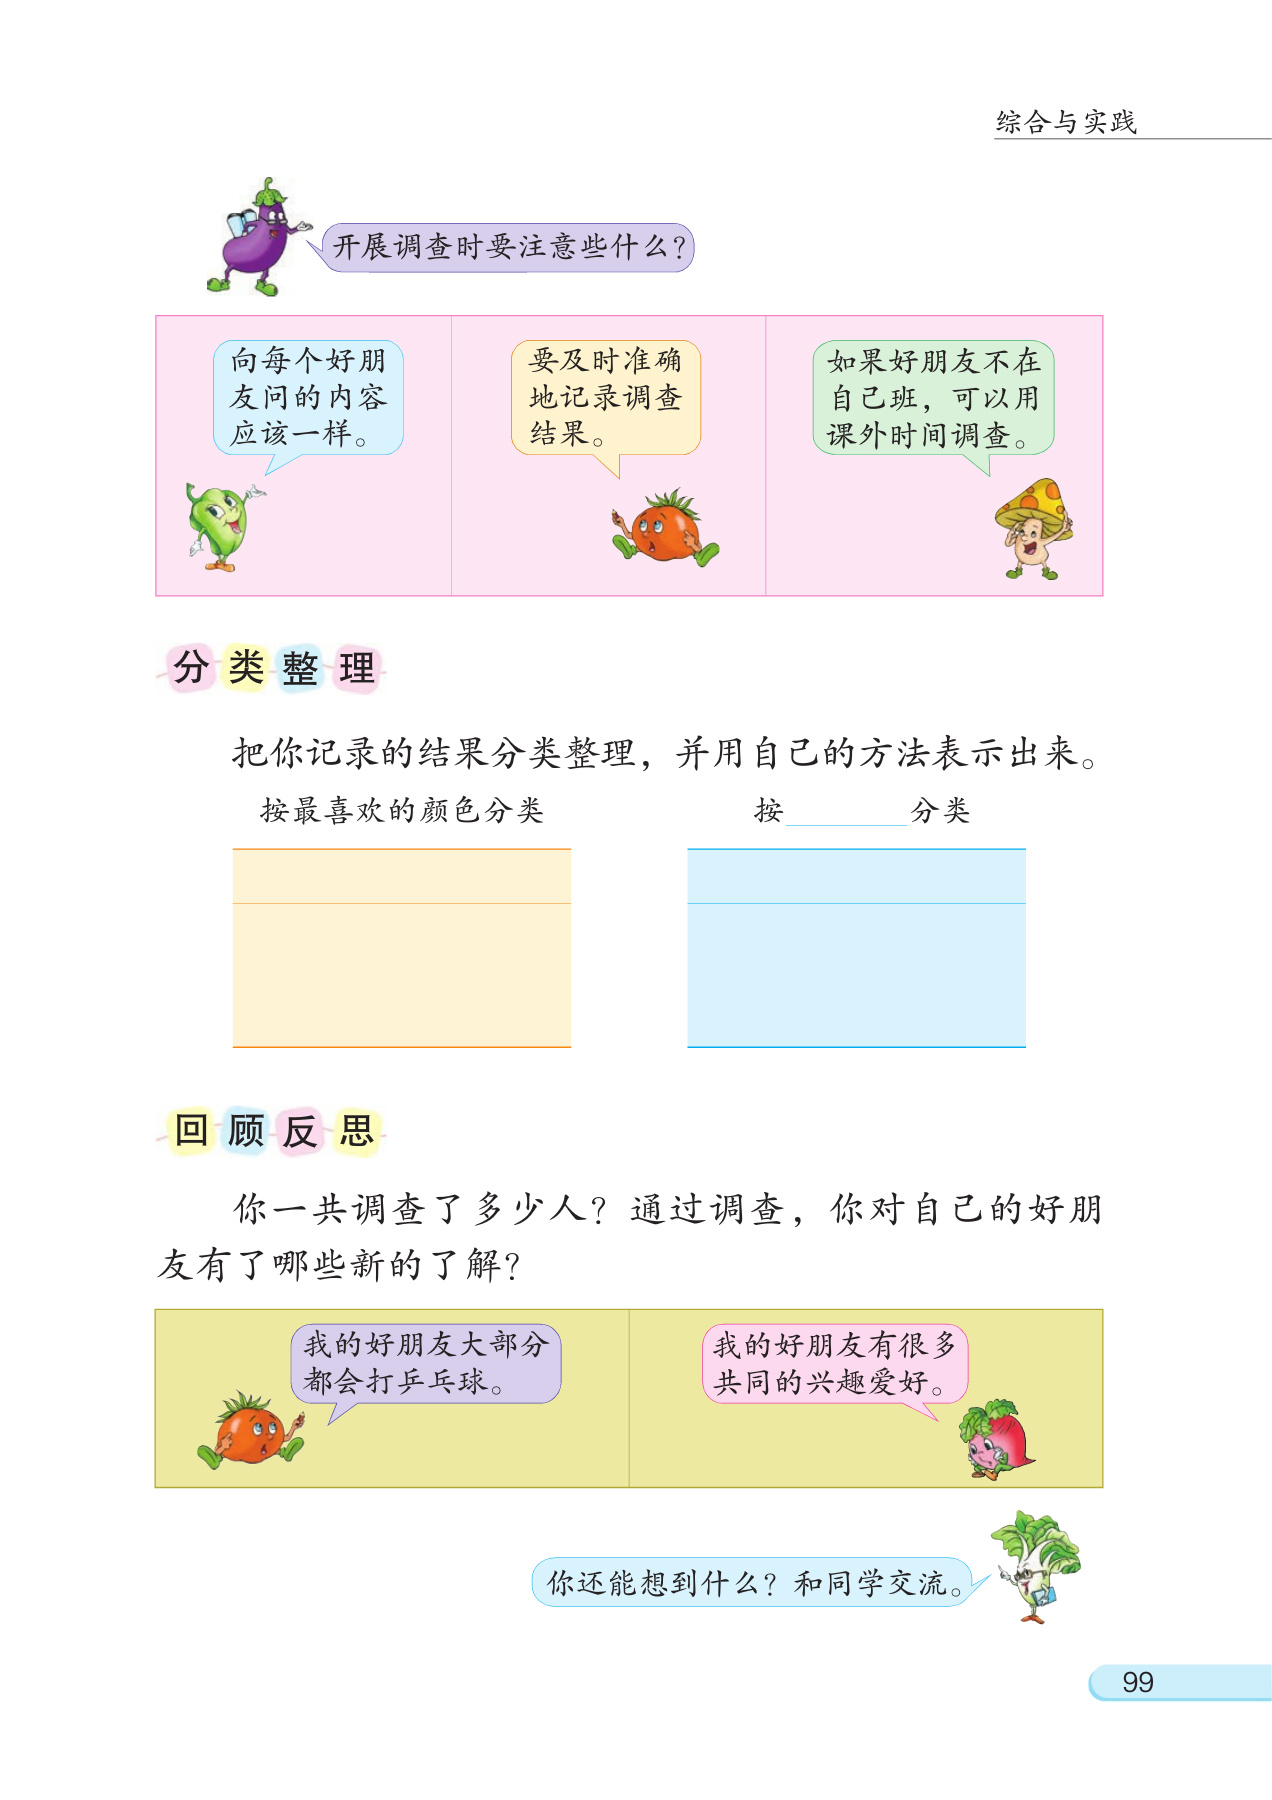 综合与实践
开展调查时要注意些什么？
向每个好朋
友问的内容
应该一样。
要及时准确
地记录调查
结果。
如果好朋友不在
自己班，可以用
课外时间调查。
分类整理
把你记录的结果分类整理，并用自己的方法表示出来。
按最喜欢的颜色分类
按________分类
回顾反思
你一共调查了多少人？通过调查，你对自己的好朋
友有了哪些新的了解？
我的好朋友大部分
都会打乒乓球。
我的好朋友有很多
共同的兴趣爱好。
你还能想到什么？和同学交流。
99